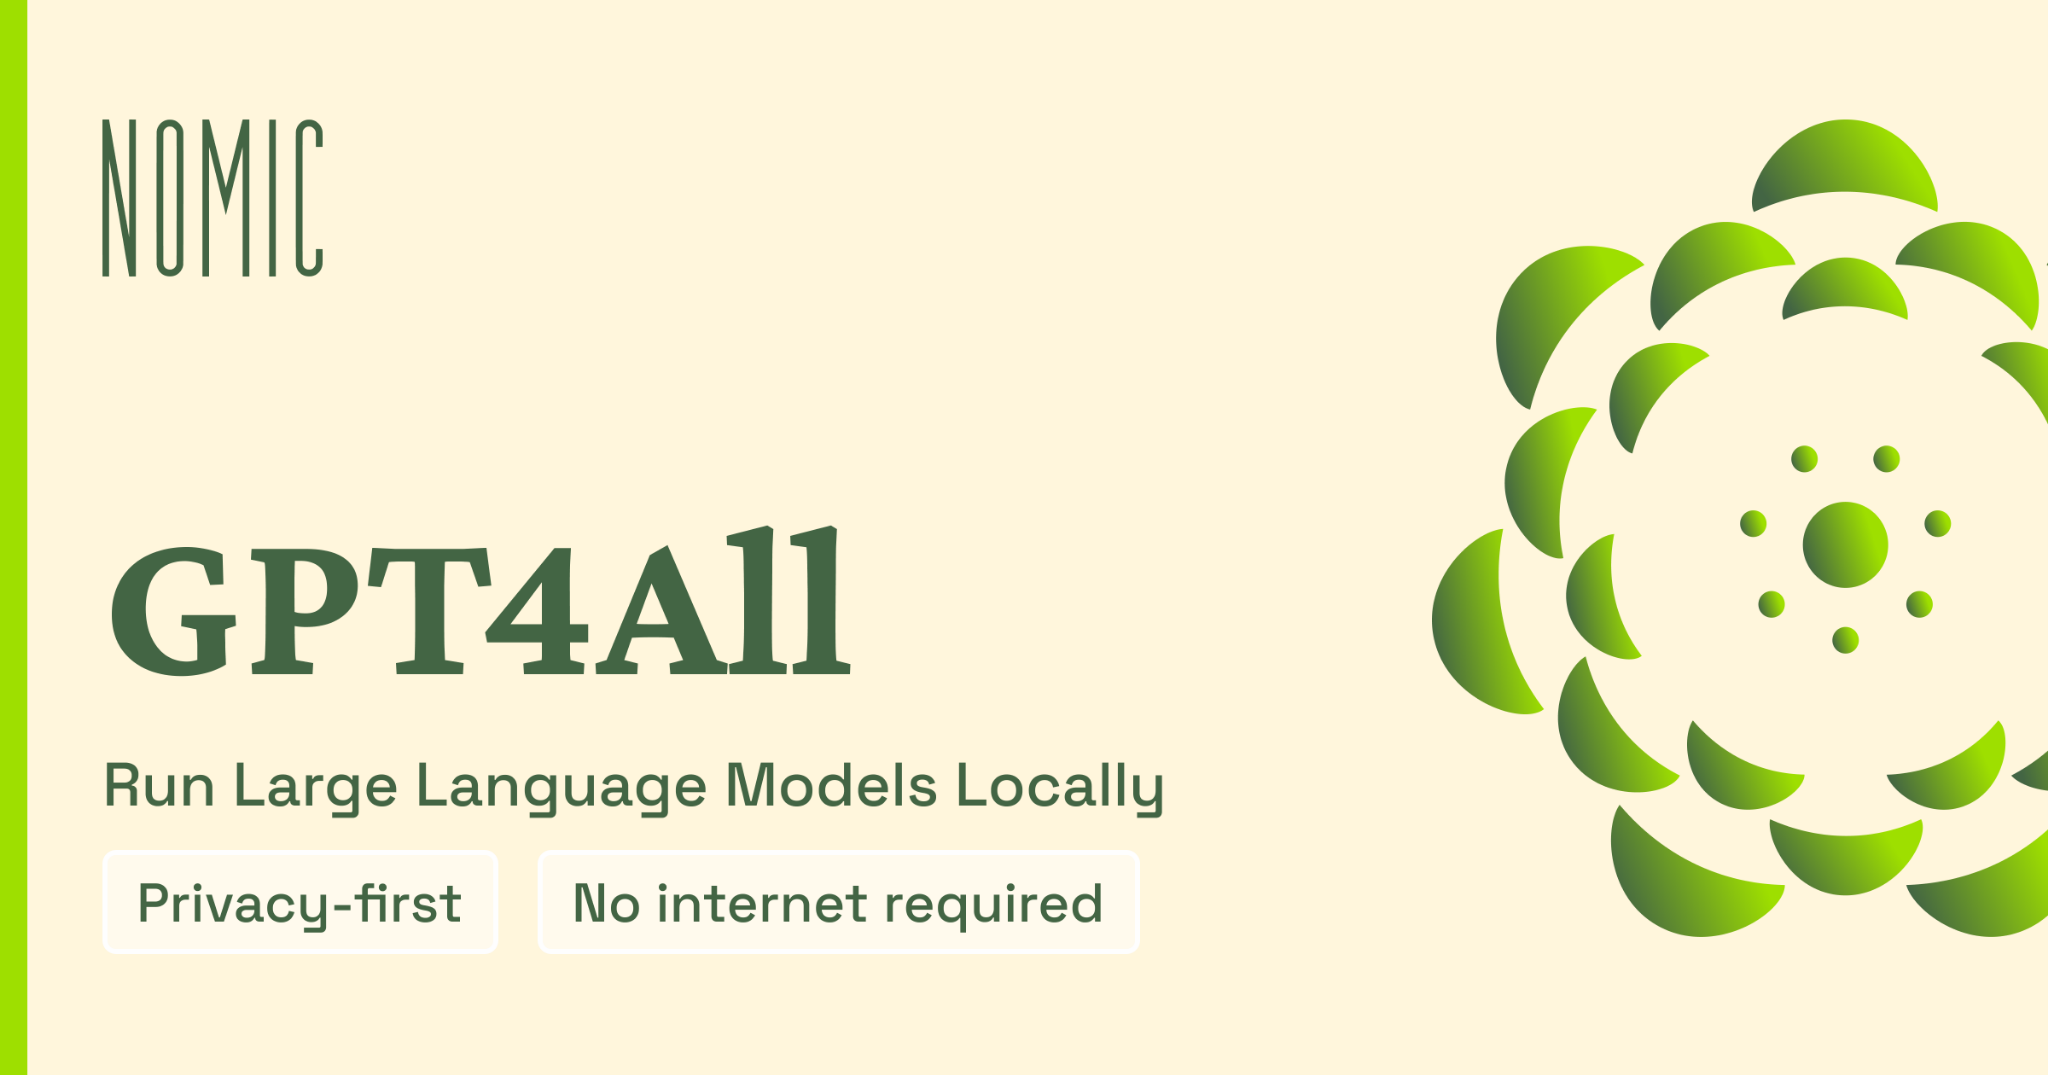 NOMIC
GPT4All
Run Large Language Models Locally
Privacy-first No internet required